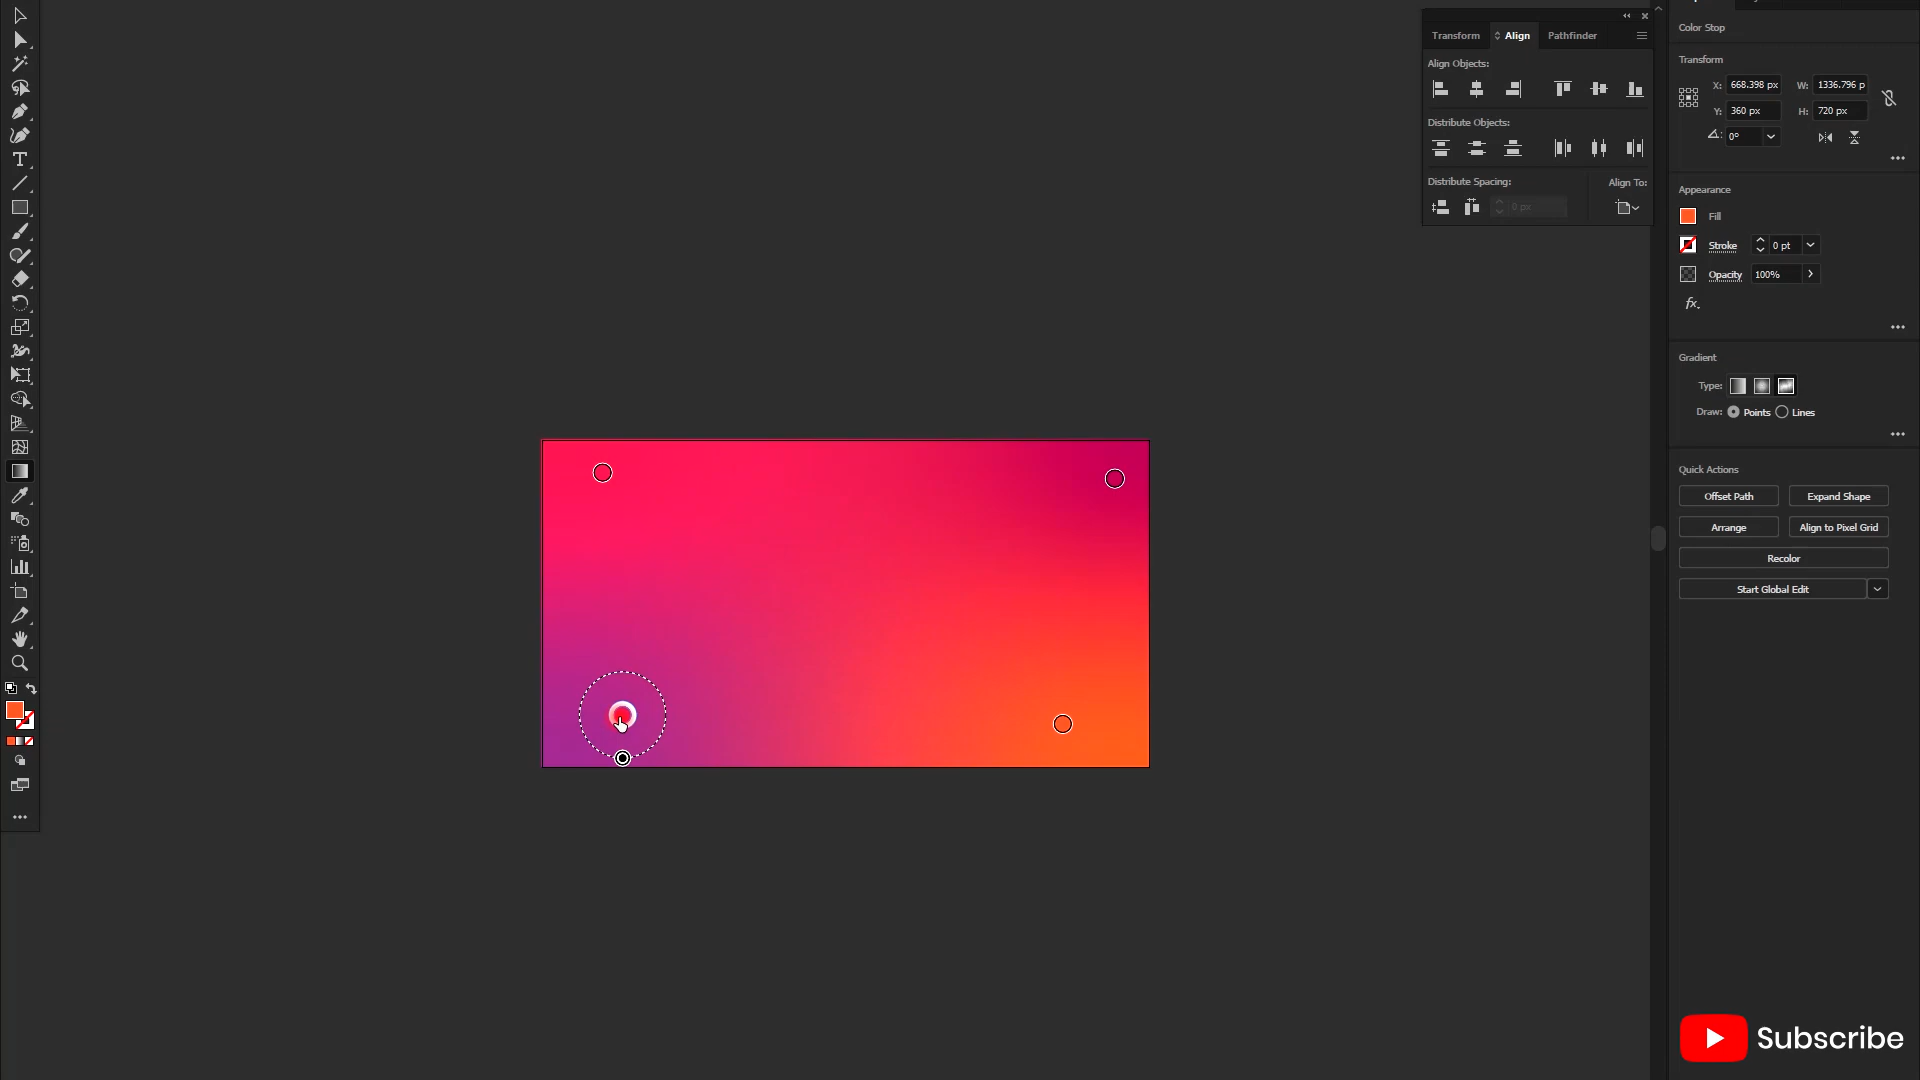 Transform Align Pathfinder
Align Objects:
Distribute Objects:
Distribute Spacing: Align To:
0 px
Color Stop
Transform
X: 668.398 px W: 1336.796 p
Y: 360 px H: 720 px
0°
Appearance
Fill
Stroke 0 pt
Opacity 100%
fx.
Gradient
Type:
Draw: Points Lines
Quick Actions
Offset Path Expand Shape
Arrange Align to Pixel Grid
Recolor
Start Global Edit
Subscribe